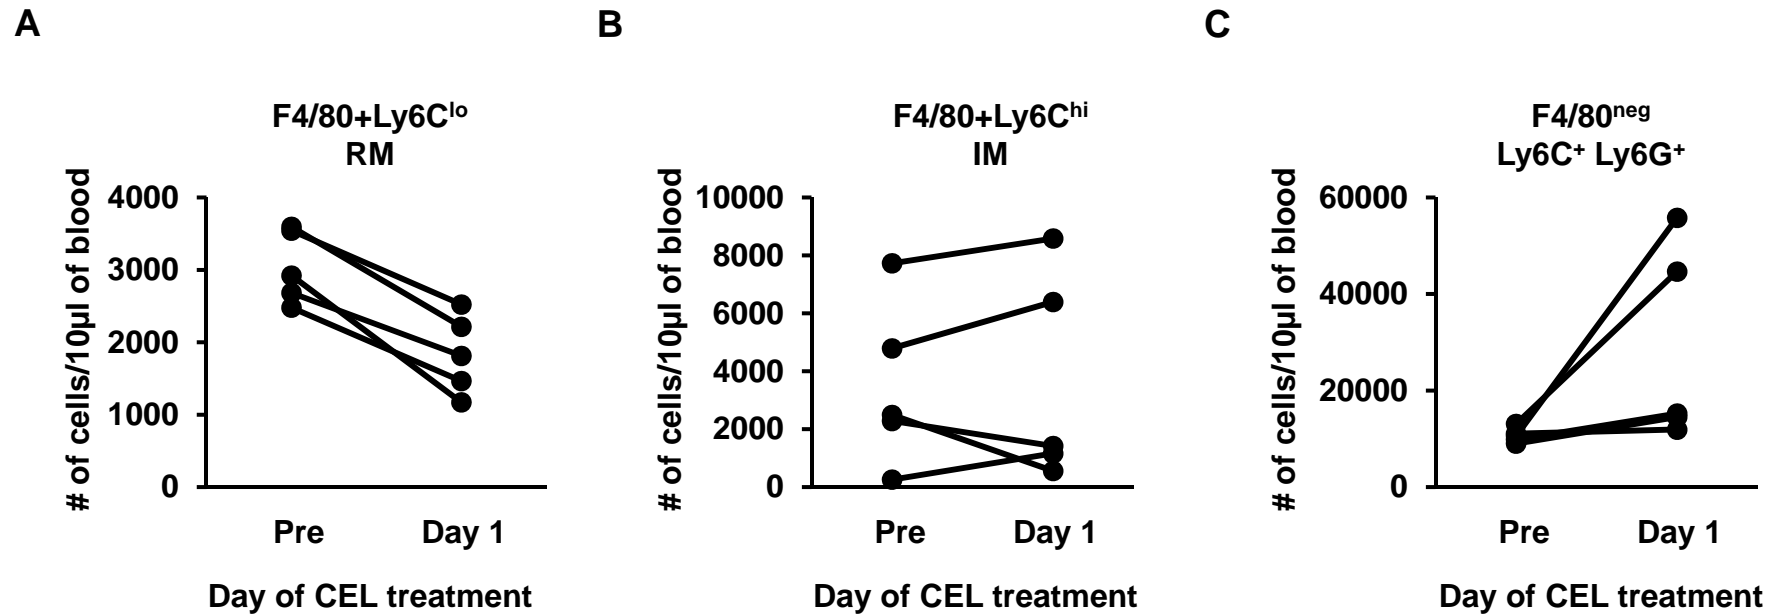 A
F4/80+Ly6Cˡᵒ
RM
# of cells/10µl of blood
4000
3000
2000
1000
0
Pre Day 1
Day of CEL treatment
B
F4/80+Ly6Cʰⁱ
IM
# of cells/10µl of blood
10000
8000
6000
4000
2000
0
Pre Day 1
Day of CEL treatment
C
F4/80ⁿᵉᵍ
Ly6C⁺ Ly6G⁺
# of cells/10µl of blood
60000
40000
20000
0
Pre Day 1
Day of CEL treatment